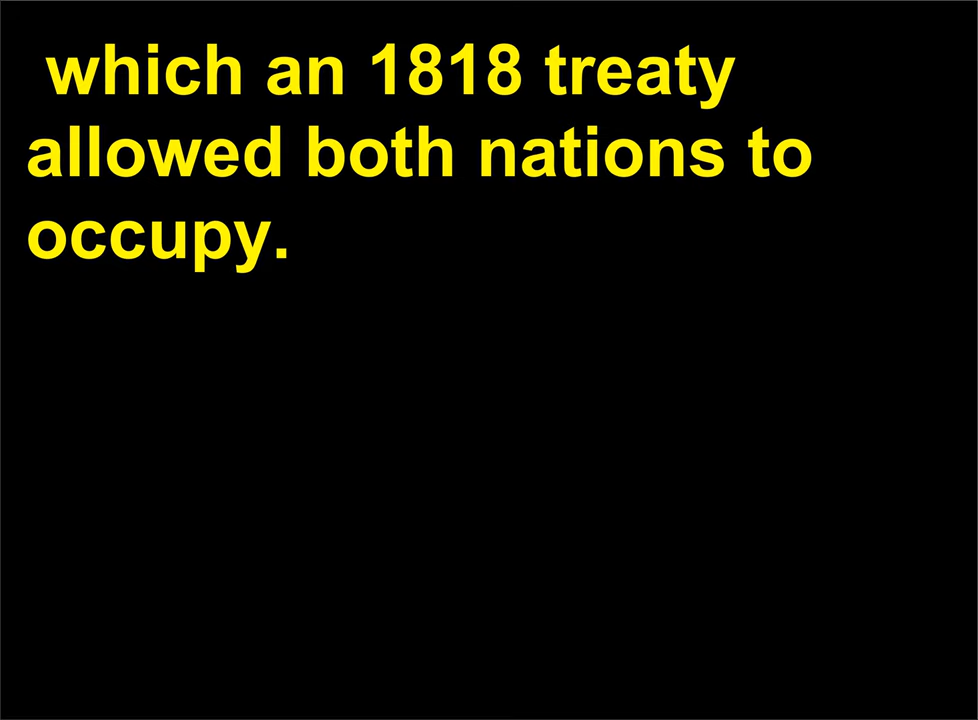 which an 1818 treaty
allowed both nations to
occupy.